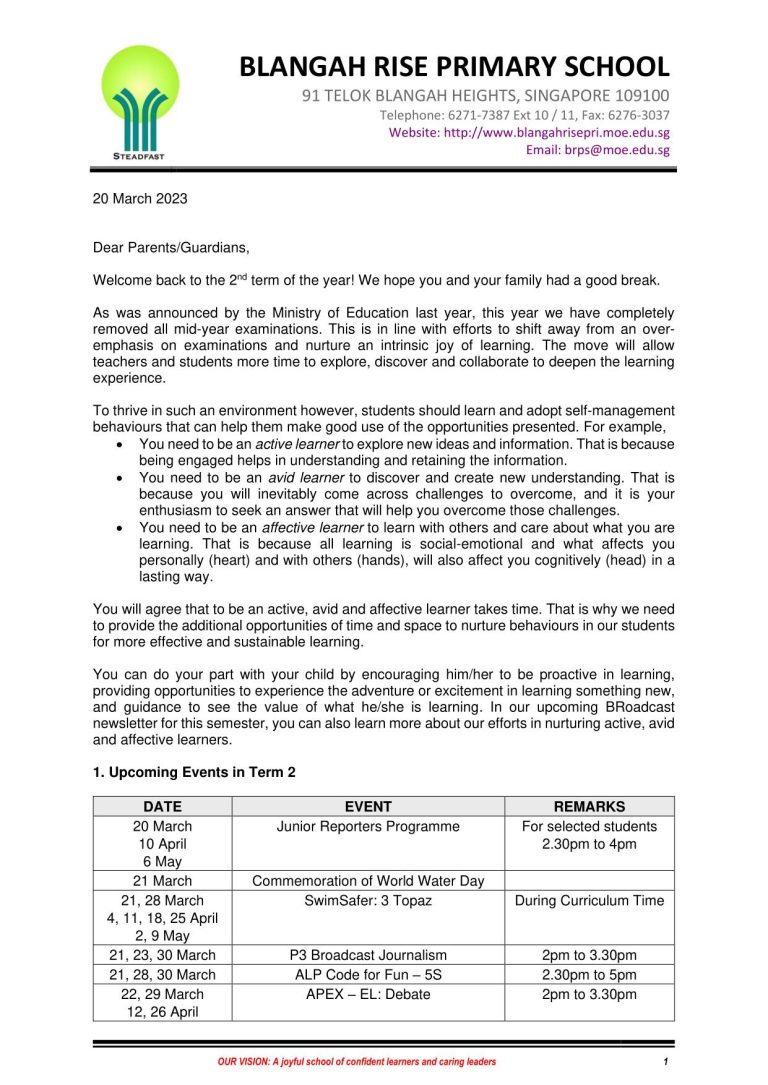 BLANGAH RISE PRIMARY SCHOOL
91 TELOK BLANGAH HEIGHTS, SINGAPORE 109100
Telephone: 6271-7387 Ext 10 / 11, Fax: 6276-3037
Website: http://www.blangahrisepri.moe.edu.sg
Email: brps@moe.edu.sg
STEADFAST
20 March 2023
Dear Parents/Guardians,
Welcome back to the 2nd term of the year! We hope you and your family had a good break.
As was announced by the Ministry of Education last year, this year we have completely
removed all mid-year examinations. This is in line with efforts to shift away from an over-
emphasis on examinations and nurture an intrinsic joy of learning. The move will allow
teachers and students more time to explore, discover and collaborate to deepen the learning
experience.
To thrive in such an environment however, students should learn and adopt self-management
behaviours that can help them make good use of the opportunities presented. For example,
• You need to be an active learner to explore new ideas and information. That is because
being engaged helps in understanding and retaining the information.
• You need to be an avid learner to discover and create new understanding. That is
because you will inevitably come across challenges to overcome, and it is your
enthusiasm to seek an answer that will help you overcome those challenges.
• You need to be an affective learner to learn with others and care about what you are
learning. That is because all learning is social-emotional and what affects you
personally (heart) and with others (hands), will also affect you cognitively (head) in a
lasting way.
You will agree that to be an active, avid and affective learner takes time. That is why we need
to provide the additional opportunities of time and space to nurture behaviours in our students
for more effective and sustainable learning.
You can do your part with your child by encouraging him/her to be proactive in learning,
providing opportunities to experience the adventure or excitement in learning something new,
and guidance to see the value of what he/she is learning. In our upcoming BRoadcast
newsletter for this semester, you can also learn more about our efforts in nurturing active, avid
and affective learners.
1. Upcoming Events in Term 2
DATE EVENT REMARKS
20 March Junior Reporters Programme For selected students
10 April 2.30pm to 4pm
6 May
21 March Commemoration of World Water Day
21, 28 March SwimSafer: 3 Topaz During Curriculum Time
4, 11, 18, 25 April
2, 9 May
21, 23, 30 March P3 Broadcast Journalism 2pm to 3.30pm
21, 28, 30 March ALP Code for Fun – 5S 2.30pm to 5pm
22, 29 March APEX – EL: Debate 2pm to 3.30pm
12, 26 April
OUR VISION: A joyful school of confident learners and caring leaders 1